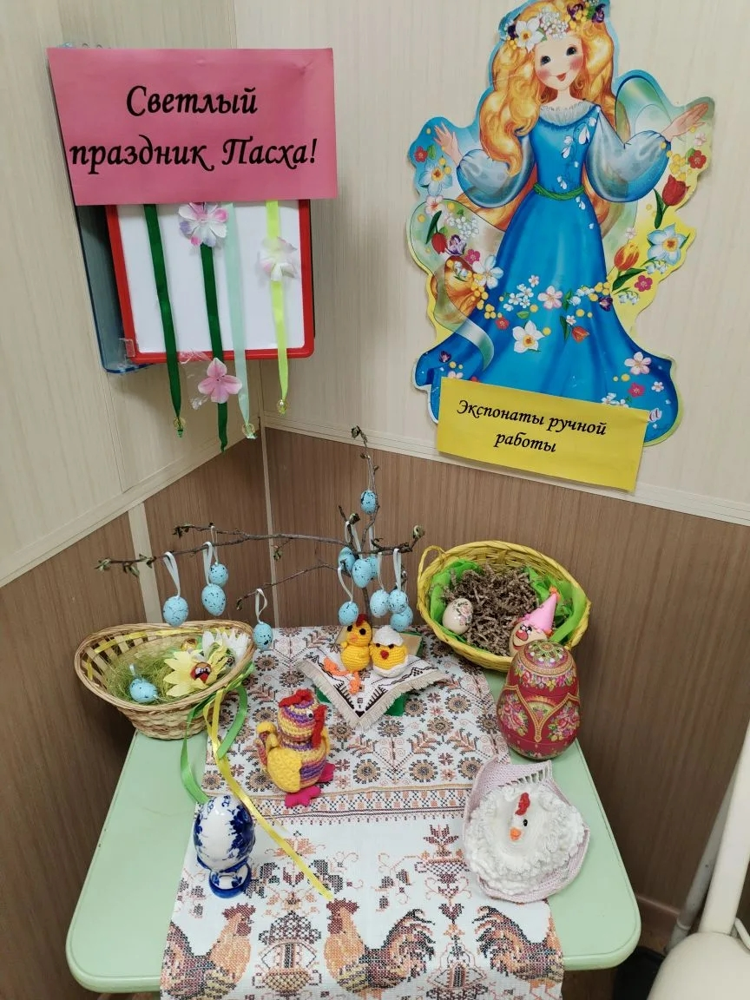 Светлый
праздник Пасха!
Экспонаты ручной
работы